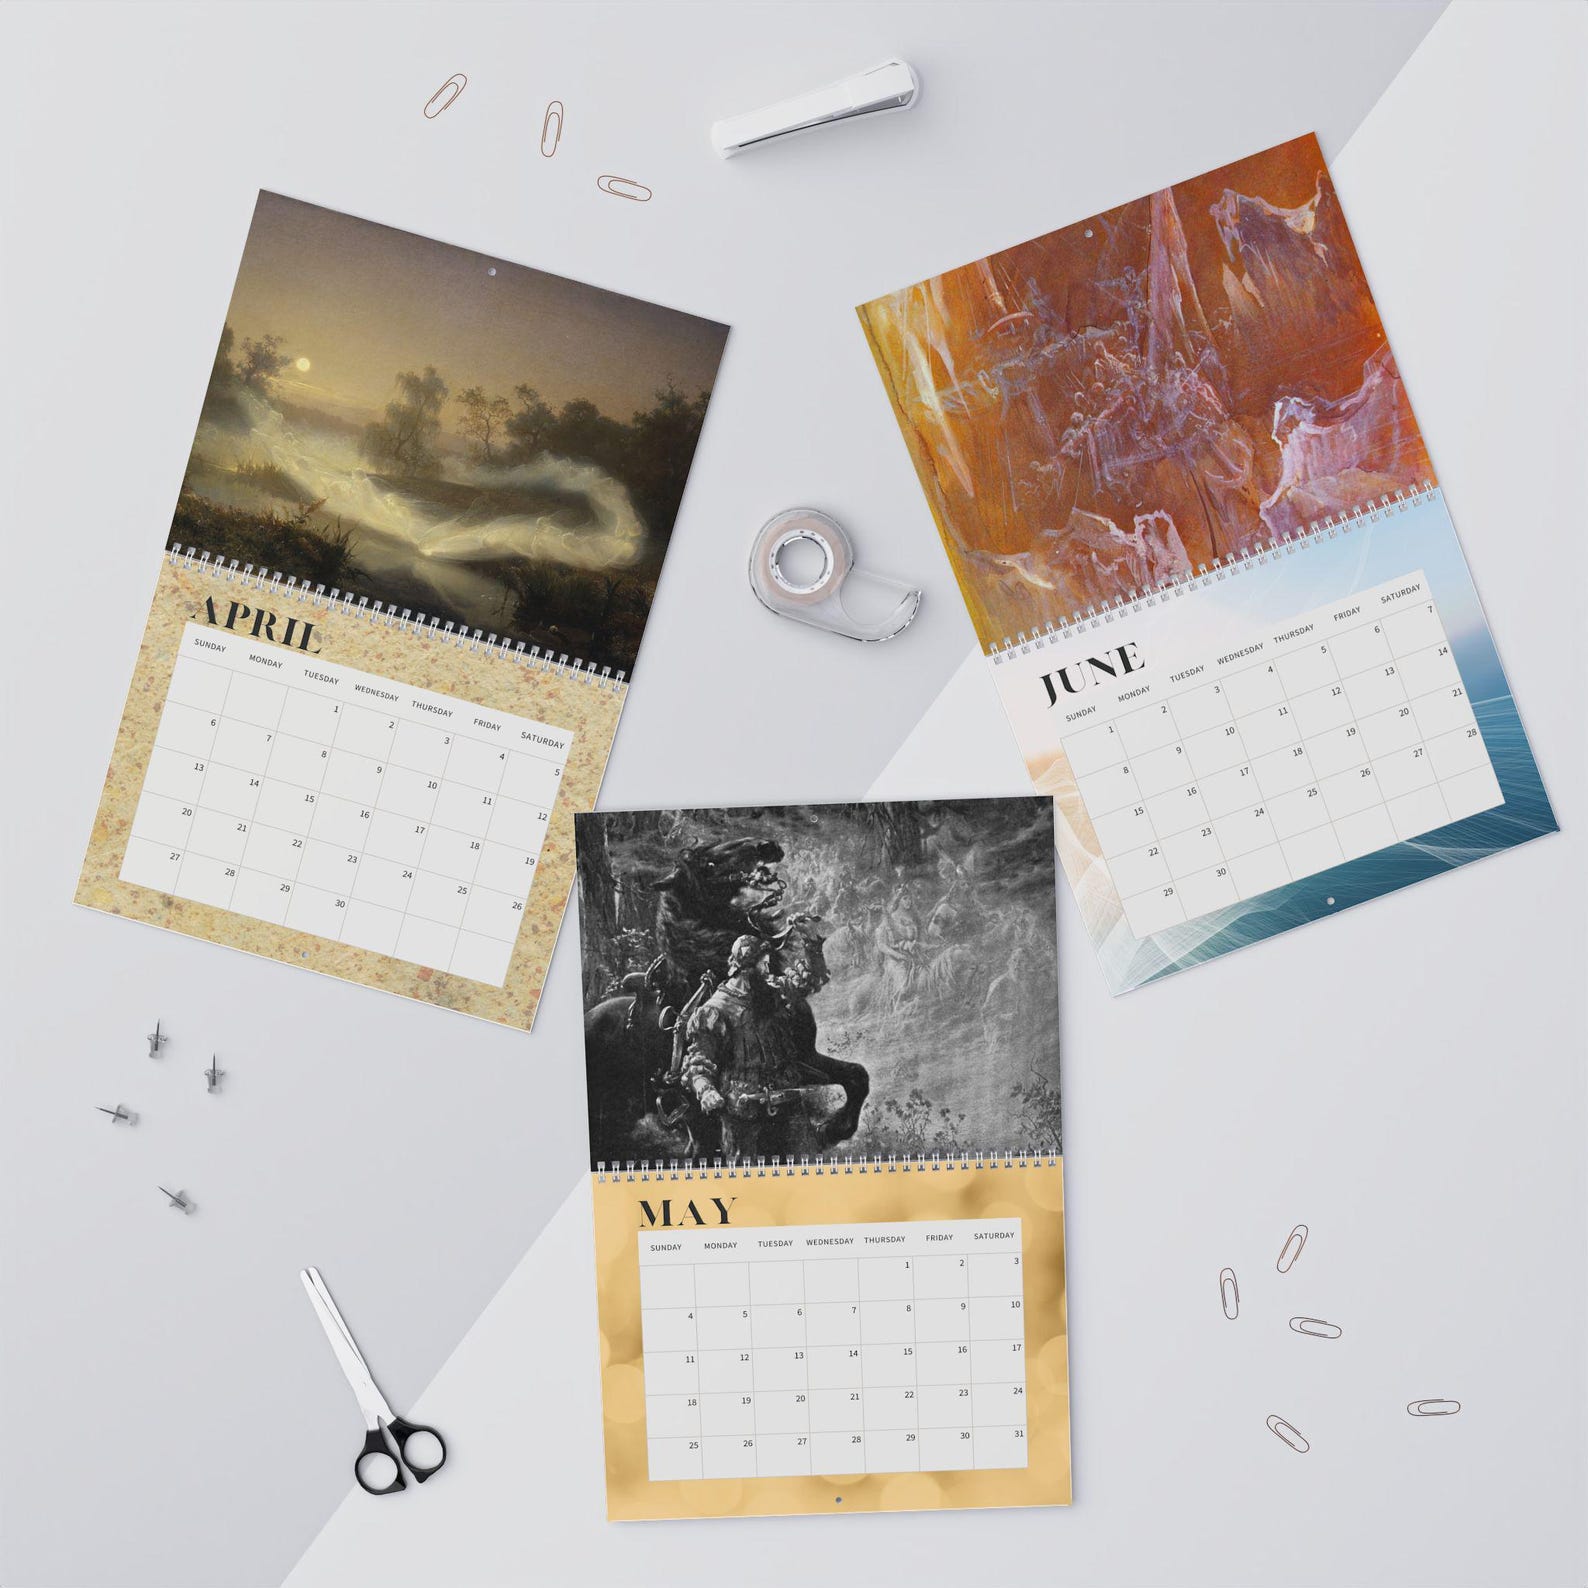 APRIL
SUNDAY MONDAY TUESDAY WEDNESDAY THURSDAY FRIDAY SATURDAY
1 2 3 4 5
6 7 8 9 10 11 12
13 14 15 16 17 18 19
20 21 22 23 24 25 26
27 28 29 30
JUNE
SUNDAY MONDAY TUESDAY WEDNESDAY THURSDAY FRIDAY SATURDAY
1 2 3 4 5 6 7
8 9 10 11 12 13 14
15 16 17 18 19 20 21
22 23 24 25 26 27 28
29 30
MAY
SUNDAY MONDAY TUESDAY WEDNESDAY THURSDAY FRIDAY SATURDAY
1 2 3
4 5 6 7 8 9 10
11 12 13 14 15 16 17
18 19 20 21 22 23 24
25 26 27 28 29 30 31